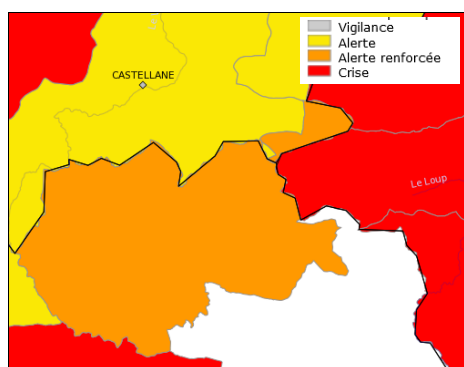 Vigilance
Alerte
Alerte renforcée
Crise
CASTELLANE
Le Loup